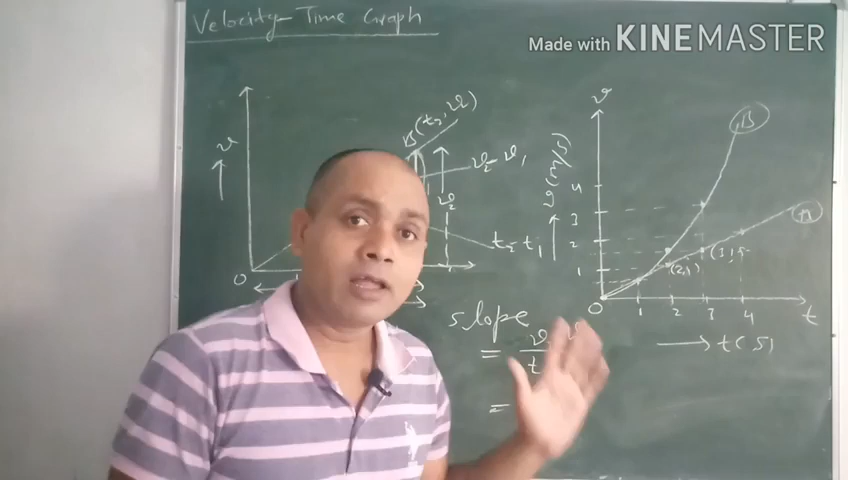 Velocity-Time Graph
Made with KINEMASTER
v
B (t₂, v₂)
v₂ - v₁
v₂
t₂ - t₁
O
slope
=
=
v
v (m/s)
4
3
2
1
O
1
2
3
4
t
B
A
(2,1)
t (s)